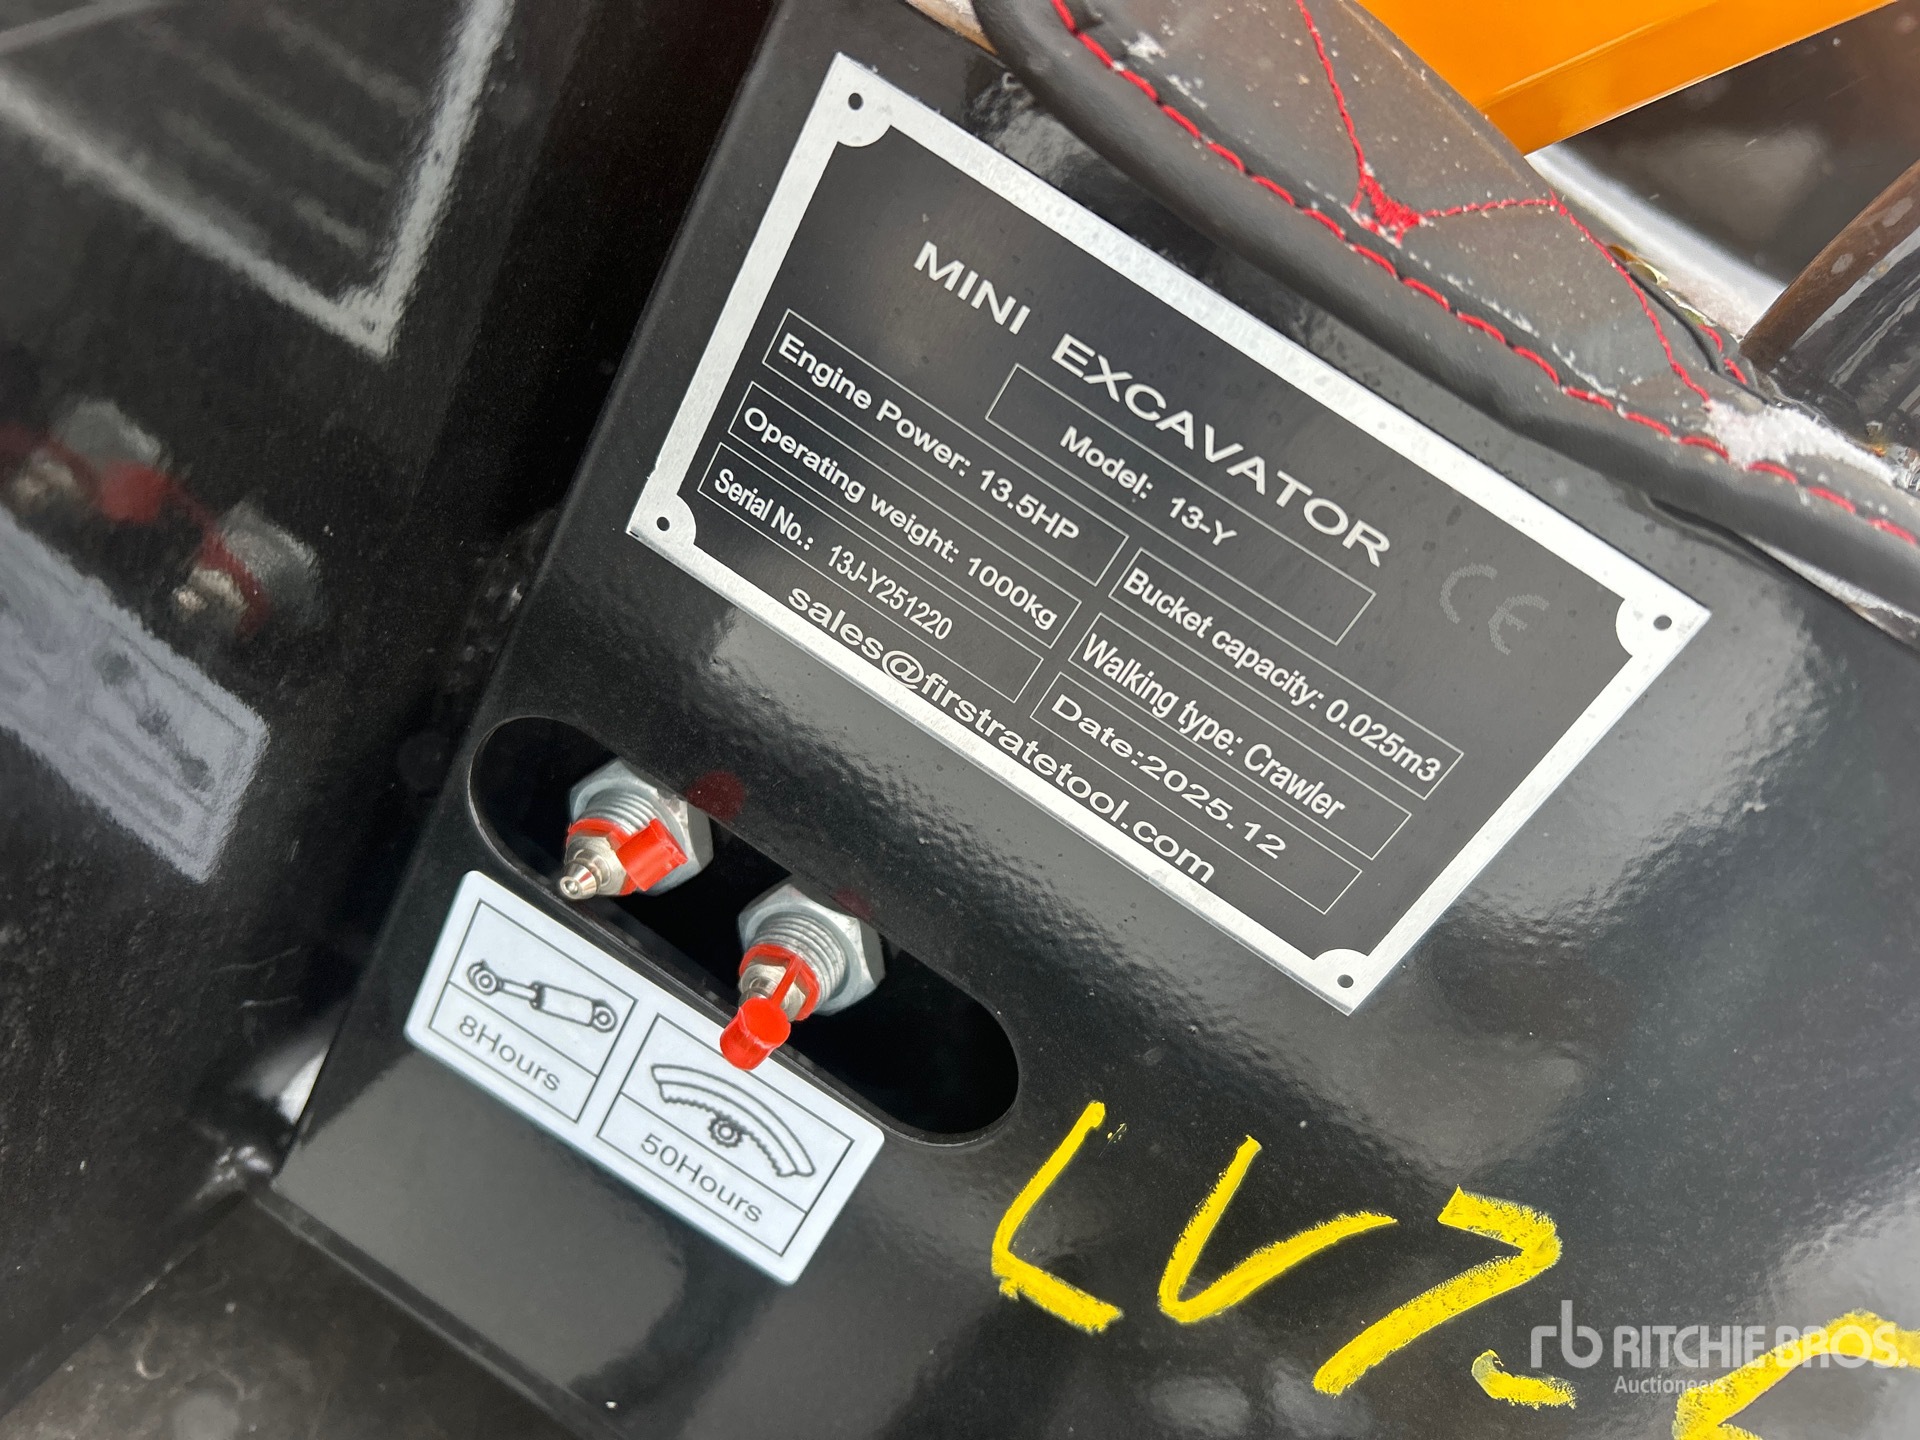 MINI EXCAVATOR
Model: 13-Y
CE
Engine Power: 13.5HP
Bucket capacity: 0.025m3
Operating weight: 1000kg
Walking type: Crawler
Serial No.: 13J-Y251220
Date:2025.12
sales@firstratetool.com
8Hours
50Hours
rb RITCHIE BROS.
Auctioneers